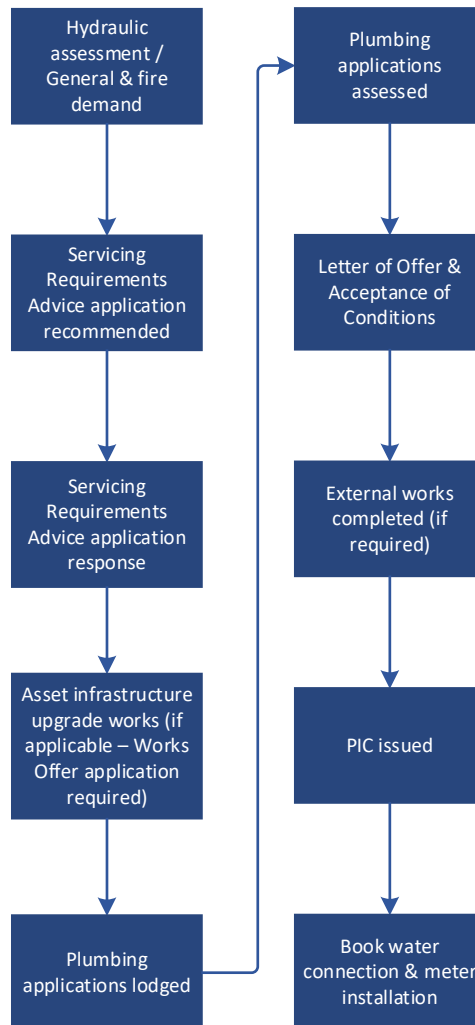 Hydraulic
assessment /
General & fire
demand
Servicing
Requirements
Advice application
recommended
Servicing
Requirements
Advice application
response
Asset infrastructure
upgrade works (if
applicable – Works
Offer application
required)
Plumbing
applications lodged
Plumbing
applications
assessed
Letter of Offer &
Acceptance of
Conditions
External works
completed (if
required)
PIC issued
Book water
connection & meter
installation